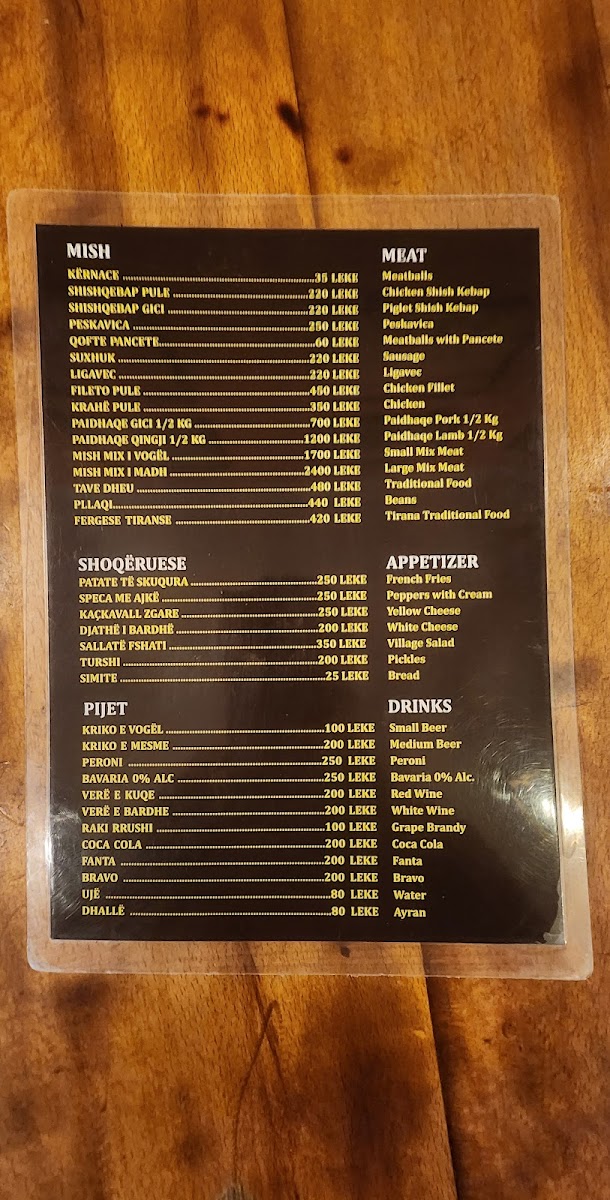 MISH MEAT
KËRNACE 35 LEKE Meatballs
SHISHQEBAP PULE 220 LEKE Chicken Shish Kebap
SHISHQEBAP GICI 220 LEKE Piglet Shish Kebap
PESKAVICA 250 LEKE Peskavica
QOFTE PANCETE 60 LEKE Meatballs with Pancete
SUXHUK 220 LEKE Sausage
LIGAVEC 220 LEKE Ligavec
FILETO PULE 450 LEKE Chicken Fillet
KRAHË PULE 350 LEKE Chicken
PAIDHAQE GICI 1/2 KG 700 LEKE Paidhaqe Pork 1/2 Kg
PAIDHAQE QINGJI 1/2 KG 1200 LEKE Paidhaqe Lamb 1/2 Kg
MISH MIX I VOGËL 1700 LEKE Small Mix Meat
MISH MIX I MADH 2400 LEKE Large Mix Meat
TAVE DHEU 480 LEKE Traditional Food
PLLAQI 440 LEKE Beans
FERGESE TIRANSE 420 LEKE Tirana Traditional Food
SHOQËRUESE APPETIZER
PATATE TË SKUQURA 250 LEKE French Fries
SPECA ME AJKË 250 LEKE Peppers with Cream
KAÇKAVALL ZGARE 250 LEKE Yellow Cheese
DJATHË I BARDHË 200 LEKE White Cheese
SALLATË FSHATI 350 LEKE Village Salad
TURSHI 200 LEKE Pickles
SIMITE 25 LEKE Bread
PIJET DRINKS
KRIKO E VOGËL 100 LEKE Small Beer
KRIKO E MESME 200 LEKE Medium Beer
PERONI 250 LEKE Peroni
BAVARIA 0% ALC 250 LEKE Bavaria 0% Alc.
VERË E KUQE 200 LEKE Red Wine
VERË E BARDHE 200 LEKE White Wine
RAKI RRUSHI 100 LEKE Grape Brandy
COCA COLA 200 LEKE Coca Cola
FANTA 200 LEKE Fanta
BRAVO 200 LEKE Bravo
UJË 80 LEKE Water
DHALLË 80 LEKE Ayran